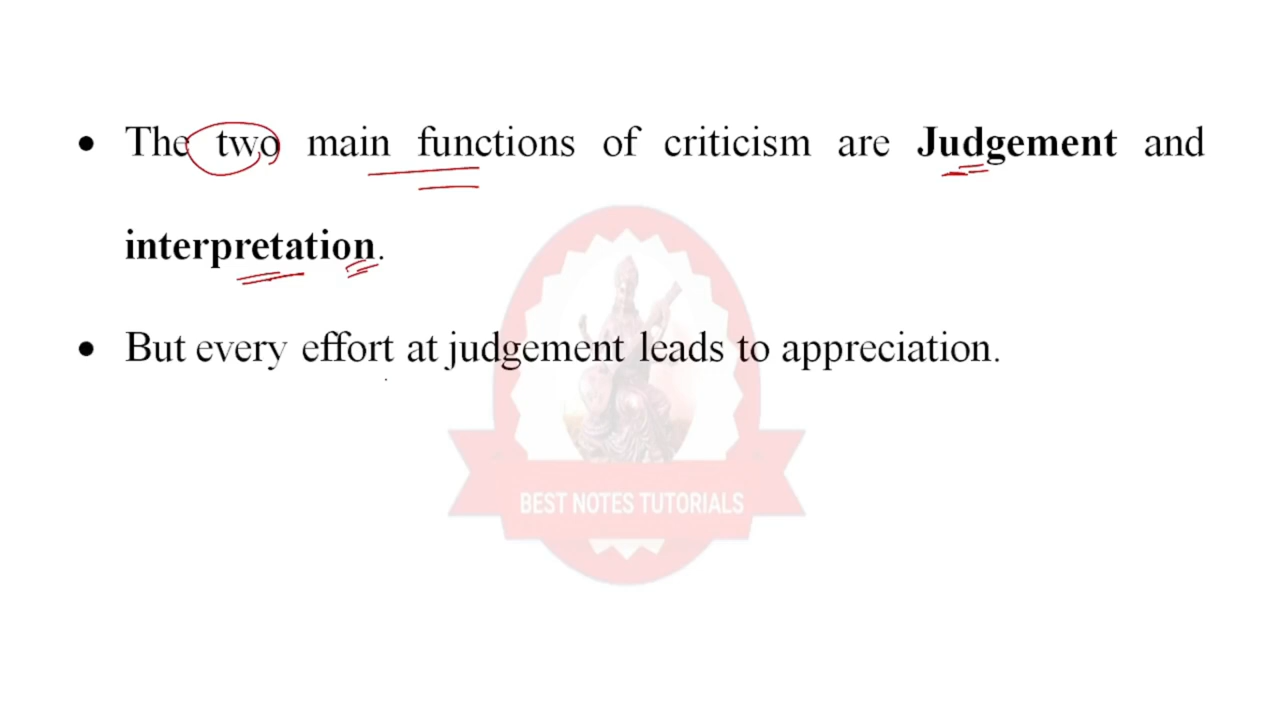 • The two main functions of criticism are Judgement and
interpretation.
• But every effort at judgement leads to appreciation.
BEST NOTES TUTORIALS